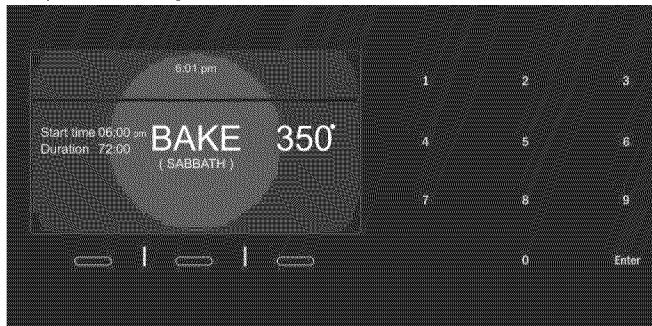 6:01 pm
Start time 06:00 pm
Duration 72:00
BAKE 350°
( SABBATH )
1 2 3
4 5 6
7 8 9
0 Enter